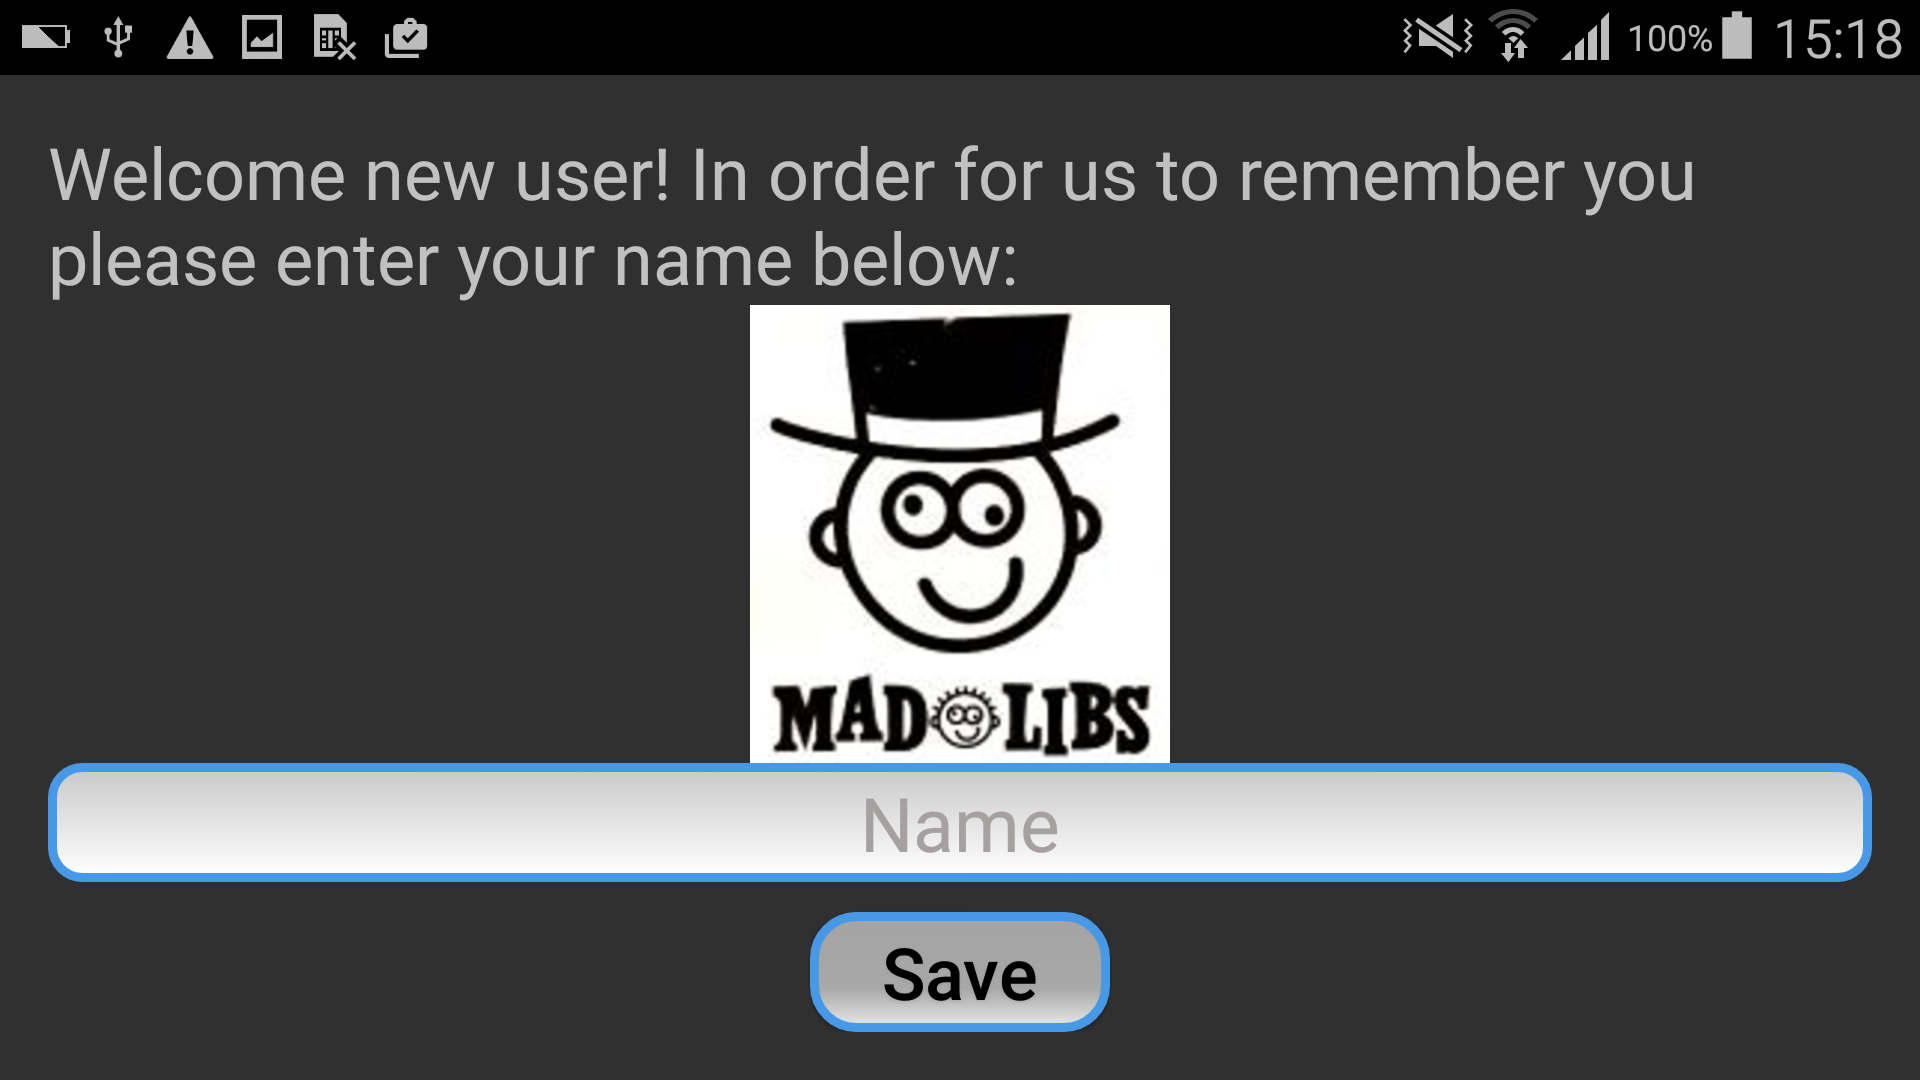 100% 15:18
Welcome new user! In order for us to remember you
please enter your name below:
MAD LIBS
Name
Save